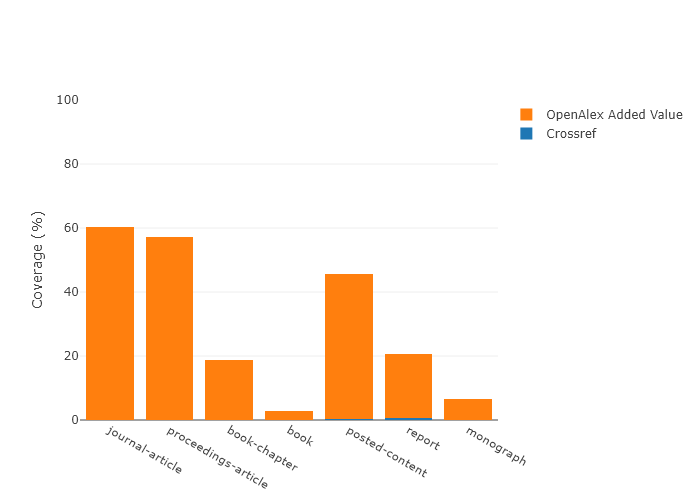 100
80
60
40
20
0
Coverage (%)
journal-article
proceedings-article
book-chapter
book
posted-content
report
monograph
OpenAlex Added Value
Crossref